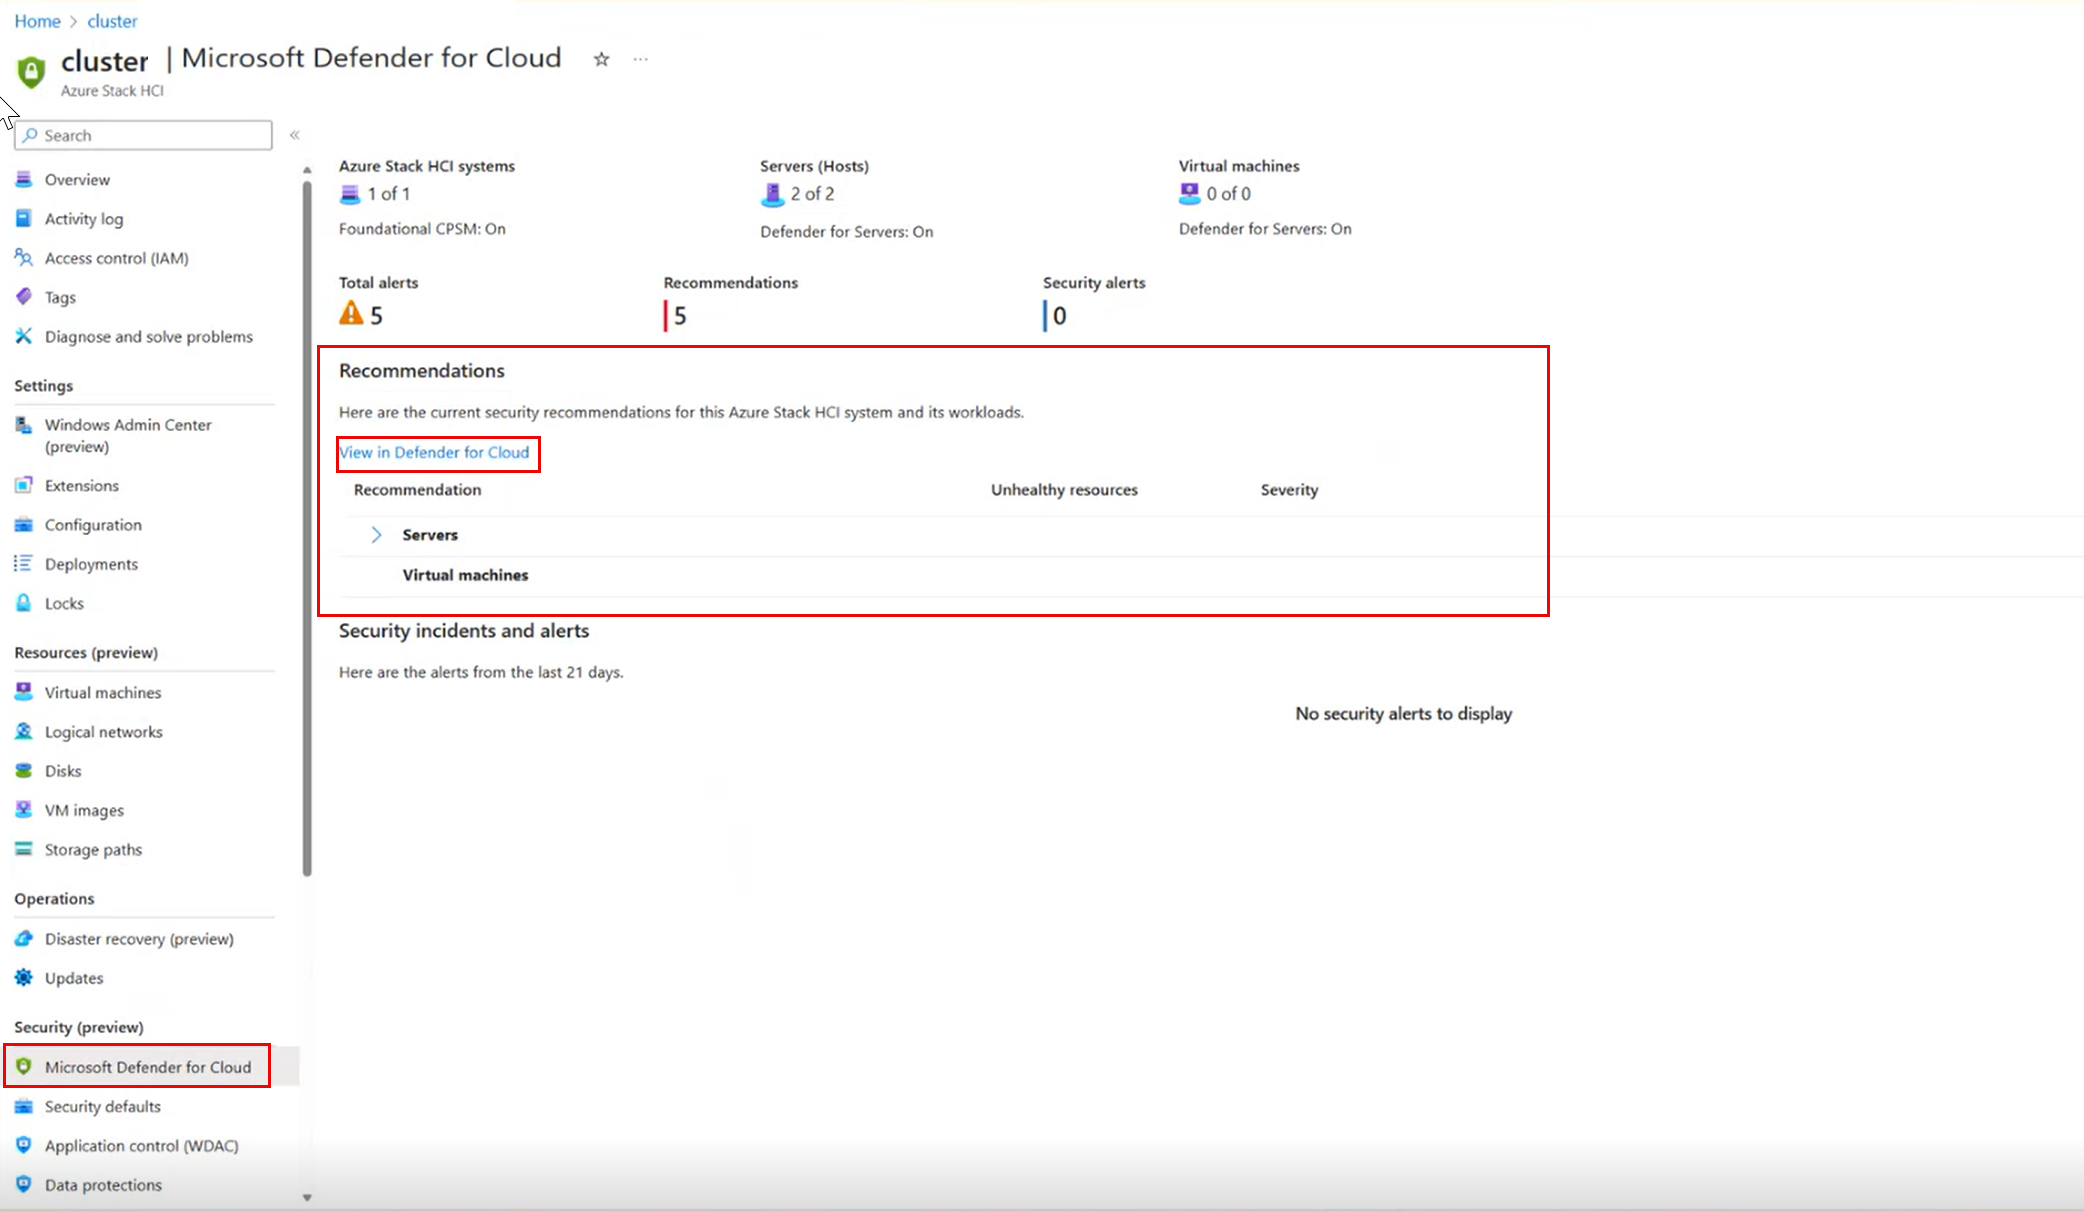 Home > cluster
cluster | Microsoft Defender for Cloud
Azure Stack HCI
Search
Overview
Activity log
Access control (IAM)
Tags
Diagnose and solve problems
Settings
Windows Admin Center
(preview)
Extensions
Configuration
Deployments
Locks
Resources (preview)
Virtual machines
Logical networks
Disks
VM images
Storage paths
Operations
Disaster recovery (preview)
Updates
Security (preview)
Microsoft Defender for Cloud
Security defaults
Application control (WDAC)
Data protections
Azure Stack HCI systems
1 of 1
Foundational CPSM: On
Servers (Hosts)
2 of 2
Defender for Servers: On
Virtual machines
0 of 0
Defender for Servers: On
Total alerts
5
Recommendations
5
Security alerts
0
Recommendations
Here are the current security recommendations for this Azure Stack HCI system and its workloads.
View in Defender for Cloud
Recommendation Unhealthy resources Severity
Servers
Virtual machines
Security incidents and alerts
Here are the alerts from the last 21 days.
No security alerts to display